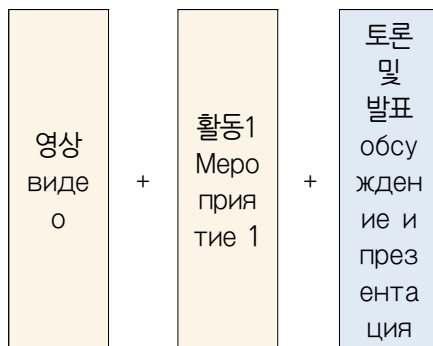 영상
виде
о
+
활동1
Меро
прия
тие 1
+
토론
및
발표
обсу
жден
ие и
през
ента
ция